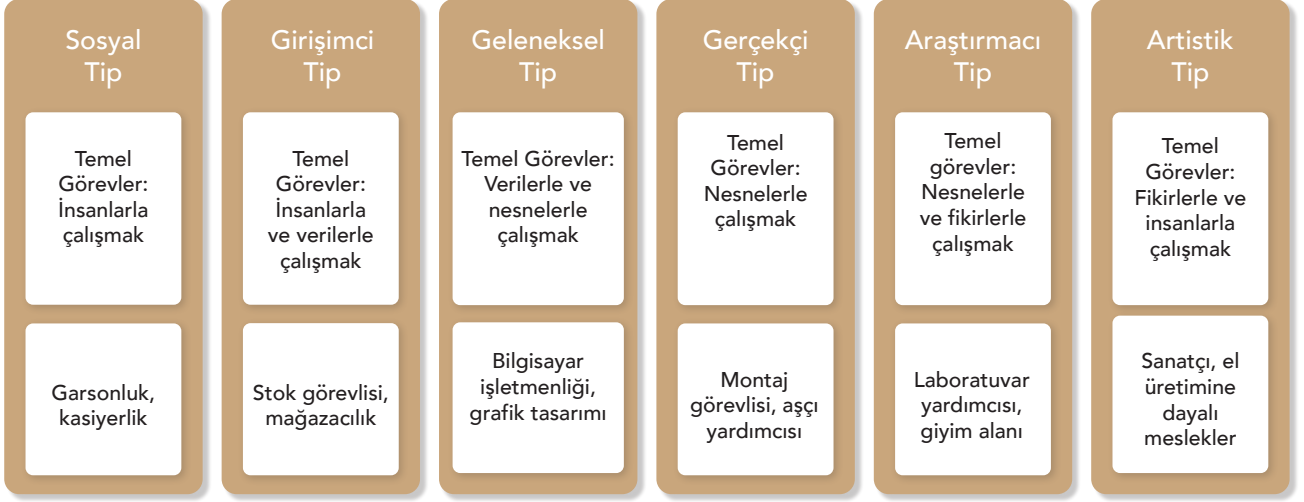 Sosyal
Tip
Temel
Görevler:
İnsanlarla
çalışmak
Garsonluk,
kasiyerlik
Girişimci
Tip
Temel
Görevler:
İnsanlarla
ve verilerle
çalışmak
Stok görevlisi,
mağazacılık
Geleneksel
Tip
Temel Görevler:
Verilerle ve
nesnelerle
çalışmak
Bilgisayar
işletmenliği,
grafik tasarımı
Gerçekçi
Tip
Temel
Görevler:
Nesnelerle
çalışmak
Montaj
görevlisi, aşçı
yardımcısı
Araştırmacı
Tip
Temel
görevler:
Nesnelerle
ve fikirlerle
çalışmak
Laboratuvar
yardımcısı,
giyim alanı
Artistik
Tip
Temel
Görevler:
Fikirlerle ve
insanlarla
çalışmak
Sanatçı, el
üretimine
dayalı
meslekler